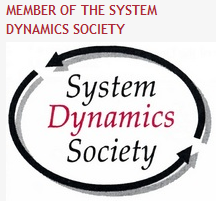 MEMBER OF THE SYSTEM
DYNAMICS SOCIETY
System
Dynamics
Society